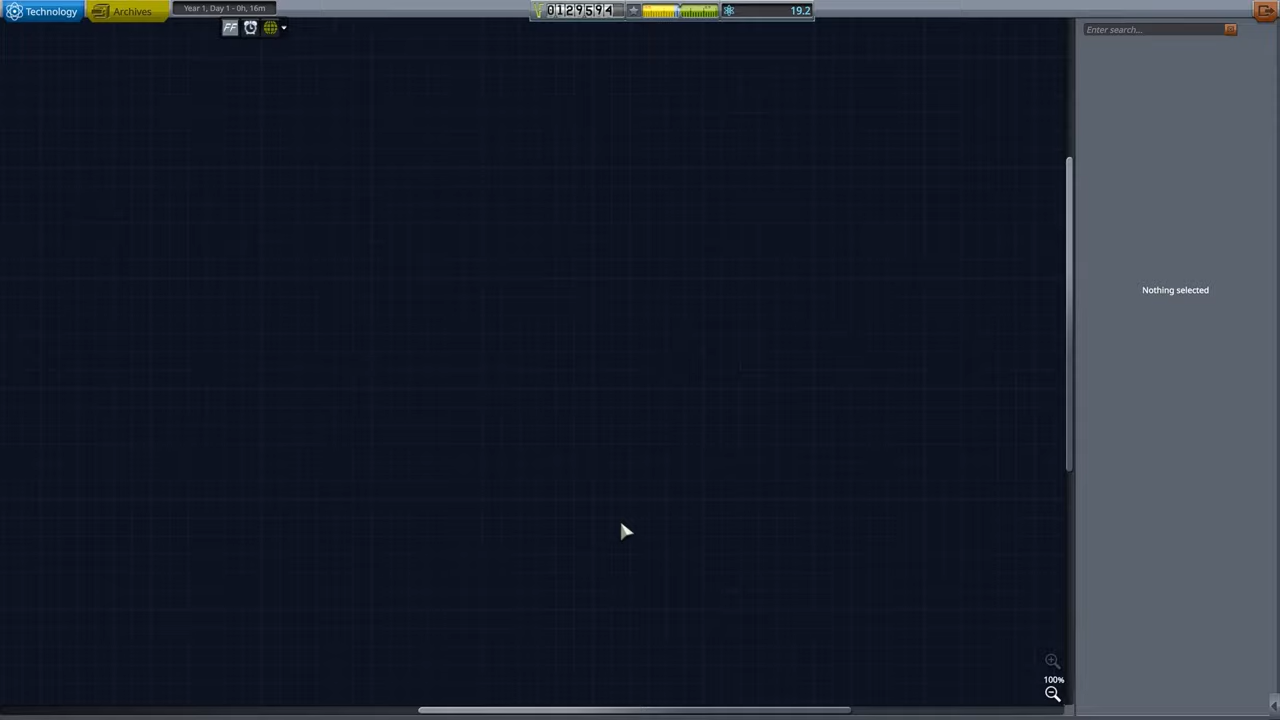 Technology
Archives
Year 1, Day 1 - 0h, 16m
FF
0129594
19.2
Enter search...
Nothing selected
100%